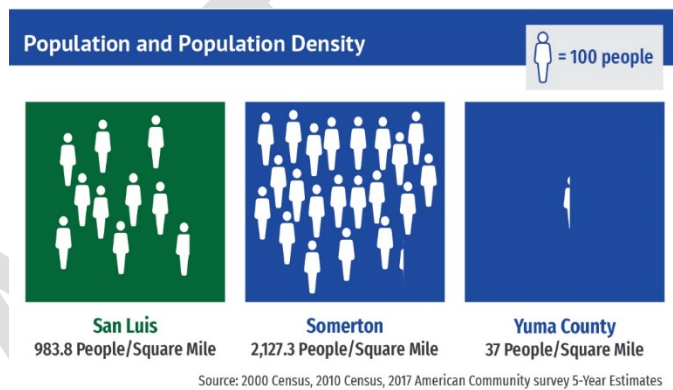 Population and Population Density
= 100 people
San Luis
983.8 People/Square Mile
Somerton
2,127.3 People/Square Mile
Yuma County
37 People/Square Mile
Source: 2000 Census, 2010 Census, 2017 American Community survey 5-Year Estimates